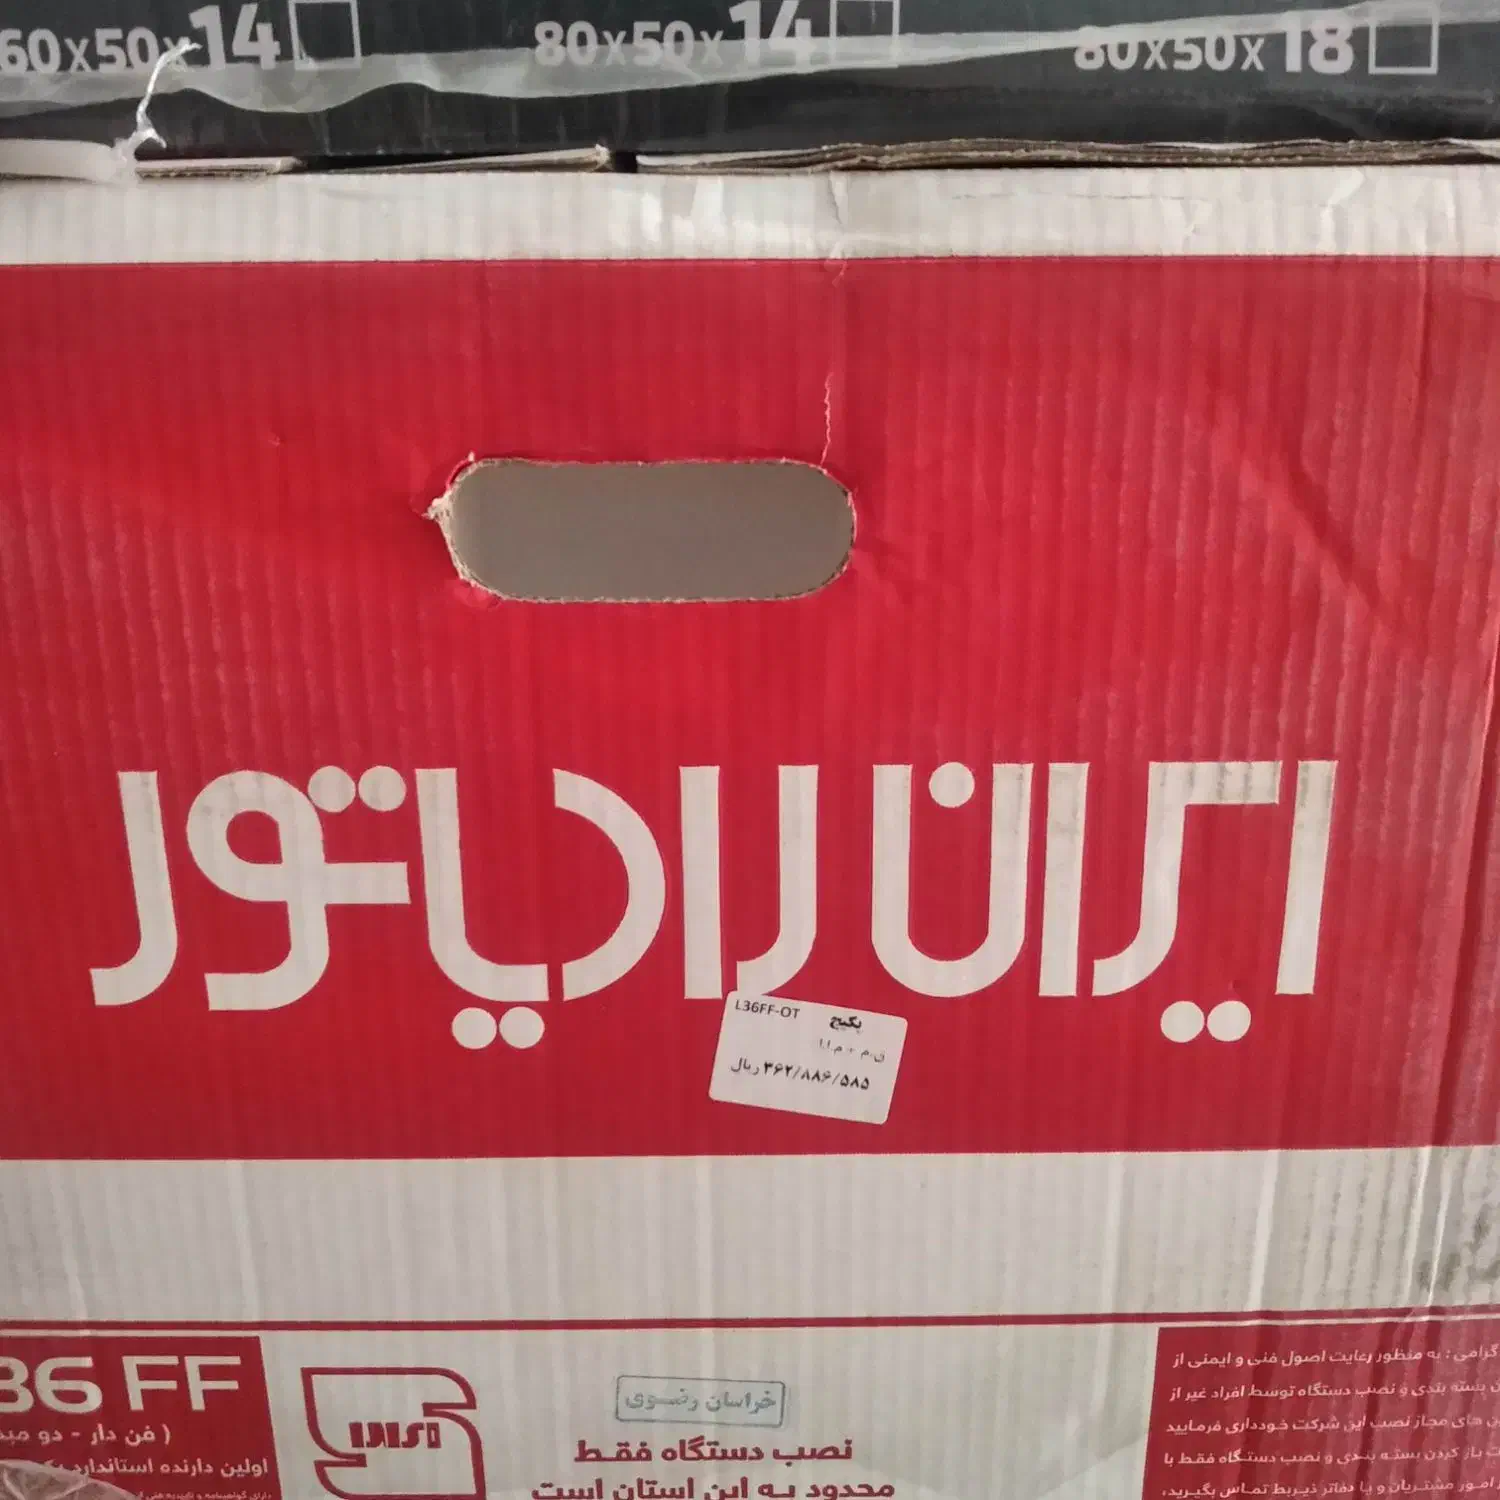 60x50x14
80x50x14
80x50x18
ایران رادیاتور
L36FF-OT پکیج
ق.م + م.ا.ا
۳۶۲/۸۸۶/۵۸۵ ریال
36 FF
( فن دار - دو
اولین دارنده استاندارد
خراسان رضوی
نصب دستگاه فقط
محدود به این استان است
گرامی : به منظور رعایت اصول فنی و ایمنی از
بسته بندی و نصب دستگاه توسط افراد غیر از
های مجاز نصب این شرکت خودداری فرمایید
باز کردن بسته بندی و نصب دستگاه فقط با
امور مشتریان و یا دفاتر ذیربط تماس بگیرید.